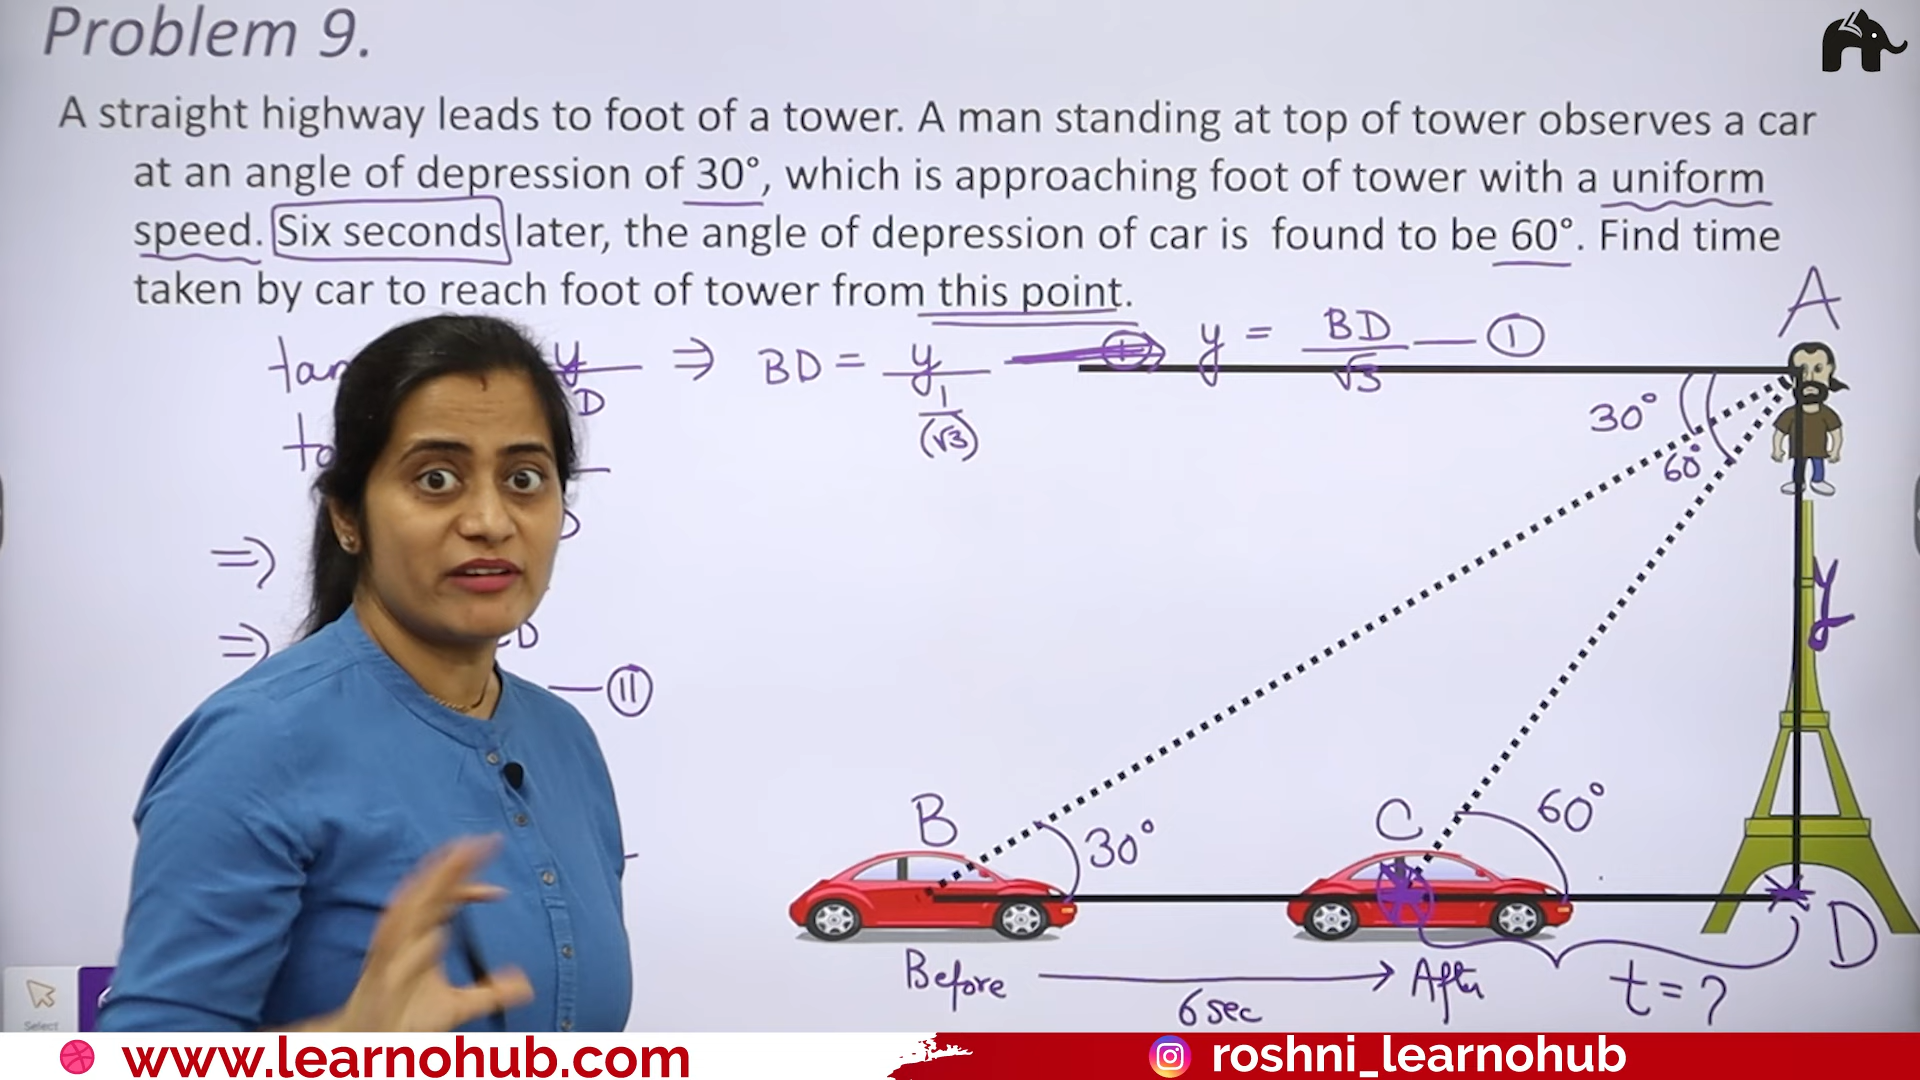 Problem 9.
A straight highway leads to foot of a tower. A man standing at top of tower observes a car
at an angle of depression of 30°, which is approaching foot of tower with a uniform
speed. Six seconds later, the angle of depression of car is found to be 60°. Find time
taken by car to reach foot of tower from this point.
A
y = BD/√3 — ①
tan
y
D
⇒ BD = y/(1/(√3))
30°
60°
⇒
y
⇒
D
— ⑪
B
30°
C
60°
D
Before
6 sec
After
t = ?
Select
www.learnohub.com
roshni_learnohub